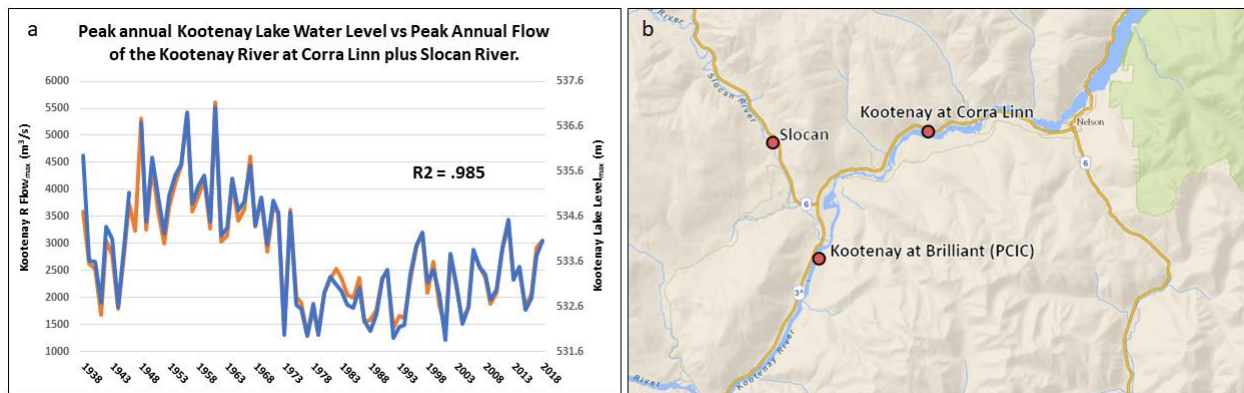 a
Peak annual Kootenay Lake Water Level vs Peak Annual Flow
of the Kootenay River at Corra Linn plus Slocan River.
6000
5500
5000
4500
4000
3500
3000
2500
2000
1500
1000
Kootenay R Flowmax (m³/s)
R2 = .985
537.6
536.6
535.6
534.6
533.6
532.6
531.6
Kootenay Lake Levelmax (m)
1938
1943
1948
1953
1958
1963
1968
1973
1978
1983
1988
1993
1998
2003
2008
2013
2018
b
River
Slocan River
Slocan
Kootenay at Corra Linn
Nelson
6
6
Kootenay at Brilliant (PCIC)
3A
Kootenay River
River